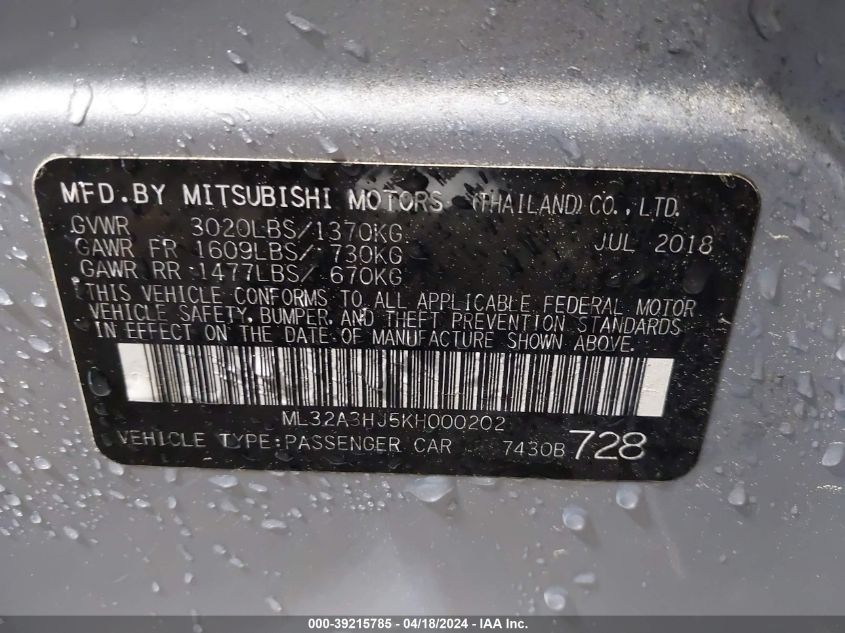 MFD.BY MITSUBISHI MOTORS (THAILAND) CO.,LTD.
GVWR 3020LBS/1370KG JUL 2018
GAWR FR 1609LBS/ 730KG
GAWR RR 1477LBS/ 670KG
THIS VEHICLE CONFORMS TO ALL APPLICABLE FEDERAL MOTOR
VEHICLE SAFETY, BUMPER, AND THEFT PREVENTION STANDARDS
IN EFFECT ON THE DATE OF MANUFACTURE SHOWN ABOVE.
ML32A3HJ5KH000202
VEHICLE TYPE:PASSENGER CAR 7430B 728
000-39215785 - 04/18/2024 - IAA Inc.